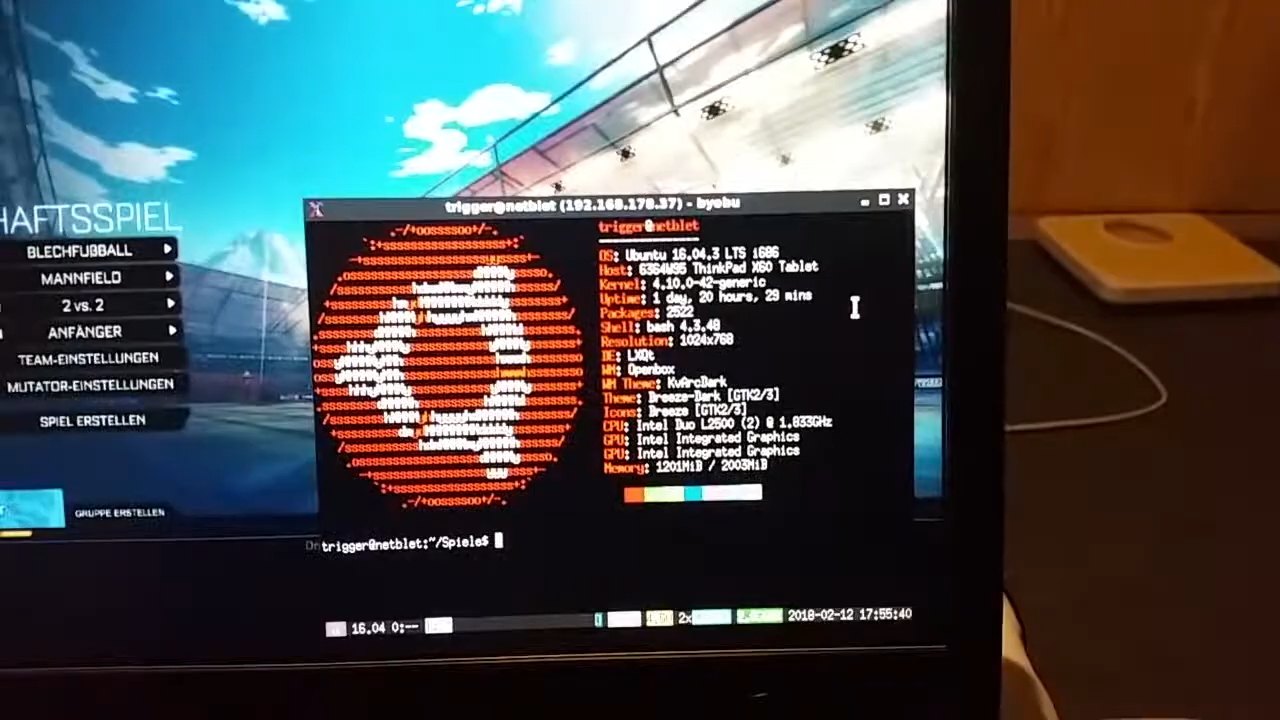 HAFTSSPIEL
BLECHFUẞBALL
MANNFIELD
2 vs. 2
ANFÄNGER
TEAM-EINSTELLUNGEN
MUTATOR-EINSTELLUNGEN
SPIEL ERSTELLEN
GRUPPE ERSTELLEN
trigger@netblet (192.168.178.37) - byobu
trigger@netblet
OS: Ubuntu 16.04.3 LTS i686
Host: 6364W9S ThinkPad X60 Tablet
Kernel: 4.10.0-42-generic
Uptime: 1 day, 20 hours, 29 mins
Packages: 2522
Shell: bash 4.3.48
Resolution: 1024x768
DE: LXQt
WM: Openbox
WM Theme: KvArcDark
Theme: Breeze-Dark [GTK2/3]
Icons: Breeze [GTK2/3]
CPU: Intel Duo L2500 (2) @ 1.833GHz
GPU: Intel Integrated Graphics
GPU: Intel Integrated Graphics
Memory: 1201MiB / 2003MiB
trigger@netblet:~/Spiele$
16.04 0:-- 2x 2018-02-12 17:55:40